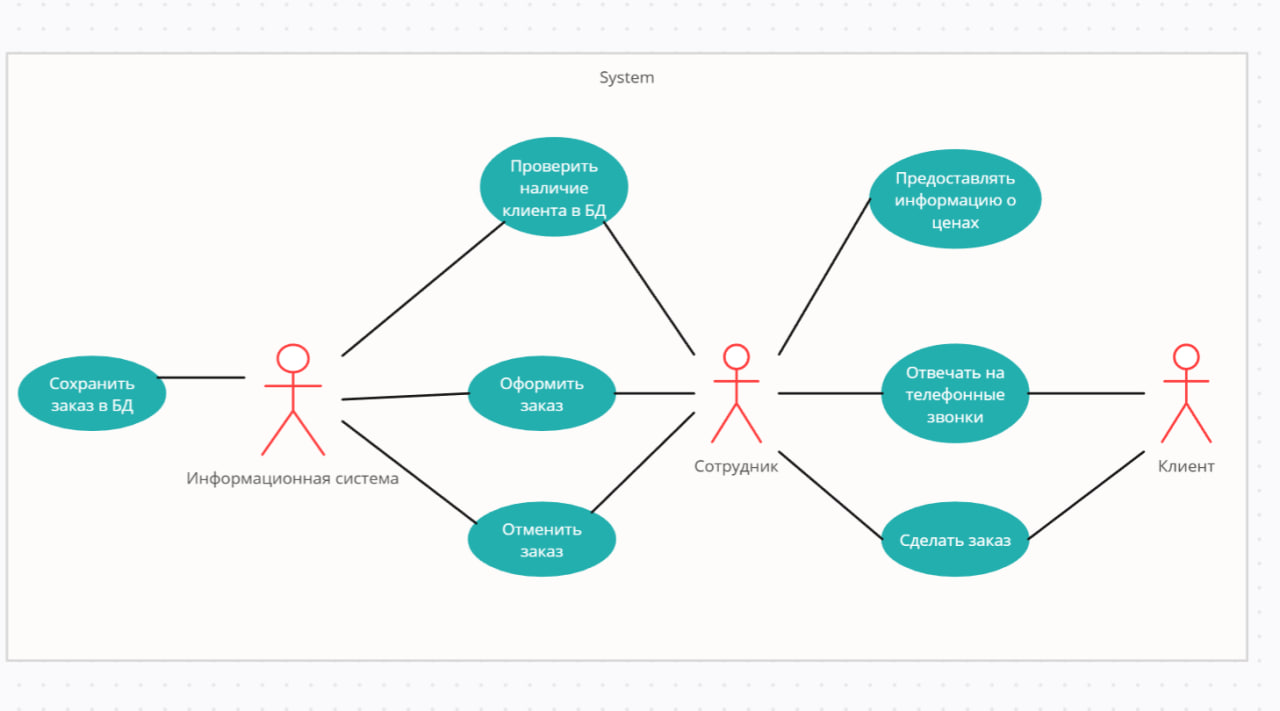 System
Проверить
наличие
клиента в БД
Предоставлять
информацию о
ценах
Сохранить
заказ в БД
Оформить
заказ
Отвечать на
телефонные
звонки
Информационная система
Сотрудник
Клиент
Отменить
заказ
Сделать заказ